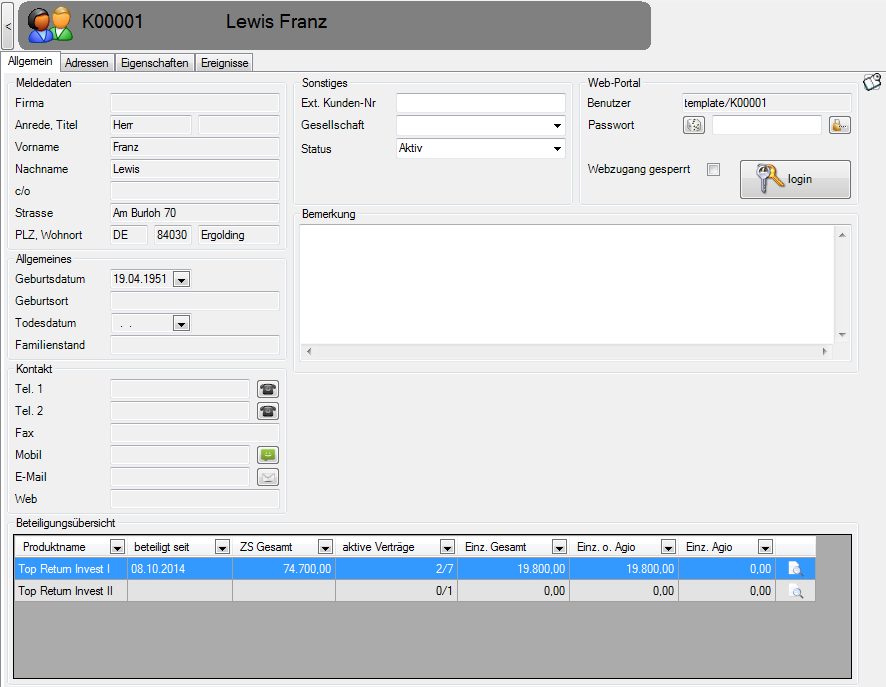 <
K00001 Lewis Franz
Allgemein Adressen Eigenschaften Ereignisse
Meldedaten
Firma
Anrede, Titel Herr
Vorname Franz
Nachname Lewis
c/o
Strasse Am Burloh 70
PLZ, Wohnort DE 84030 Ergolding
Allgemeines
Geburtsdatum 19.04.1951
Geburtsort
Todesdatum . .
Familienstand
Kontakt
Tel. 1
Tel. 2
Fax
Mobil
E-Mail
Web
Sonstiges
Ext. Kunden-Nr
Gesellschaft
Status Aktiv
Web-Portal
Benutzer template/K00001
Passwort
Webzugang gesperrt
login
Bemerkung
Beteiligungsübersicht
Produktname beteiligt seit ZS Gesamt aktive Verträge Einz. Gesamt Einz. o. Agio Einz. Agio
Top Return Invest I 08.10.2014 74.700,00 2/7 19.800,00 19.800,00 0,00
Top Return Invest II 0/1 0,00 0,00 0,00